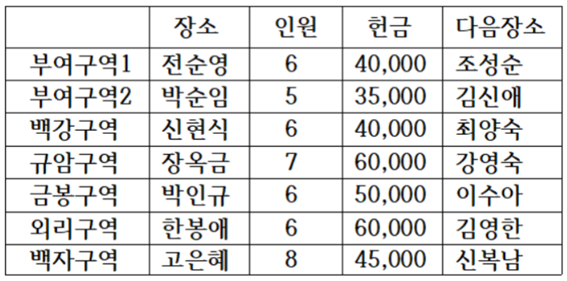 장소 인원 헌금 다음장소
부여구역1 전순영 6 40,000 조성순
부여구역2 박순임 5 35,000 김신애
백강구역 신현식 6 40,000 최양숙
규암구역 장옥금 7 60,000 강영숙
금봉구역 박인규 6 50,000 이수아
외리구역 한봉애 6 60,000 김영한
백자구역 고은혜 8 45,000 신복남